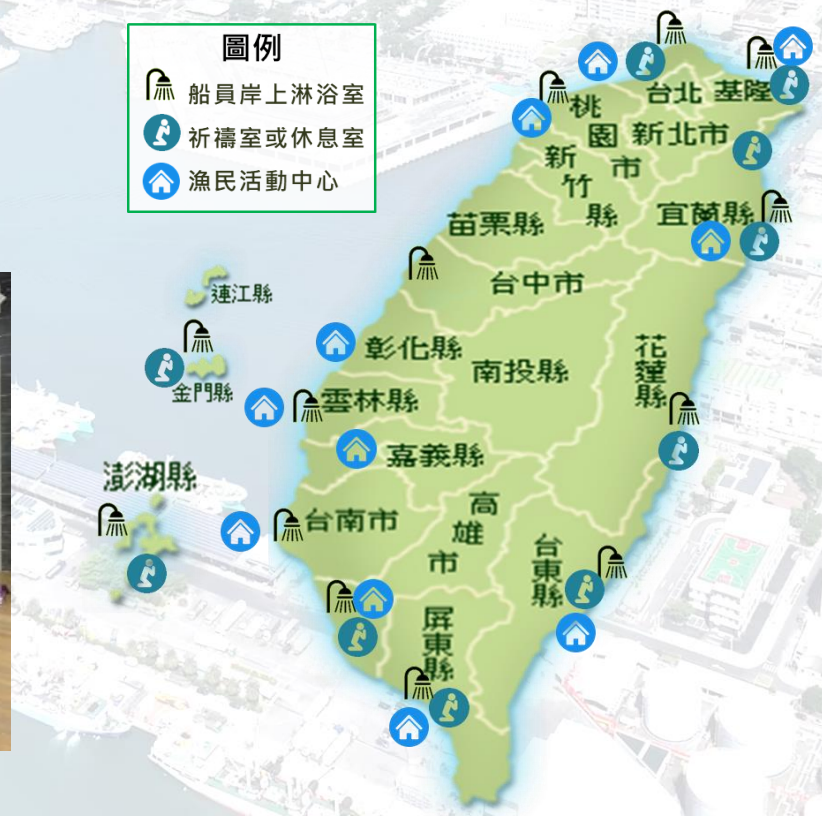 圖例
船員岸上淋浴室
祈禱室或休息室
漁民活動中心
台北
基隆
桃園市
新北市
新竹縣
宜蘭縣
苗栗縣
台中市
連江縣
彰化縣
南投縣
花蓮縣
金門縣
雲林縣
嘉義縣
澎湖縣
台南市
高雄市
台東縣
屏東縣